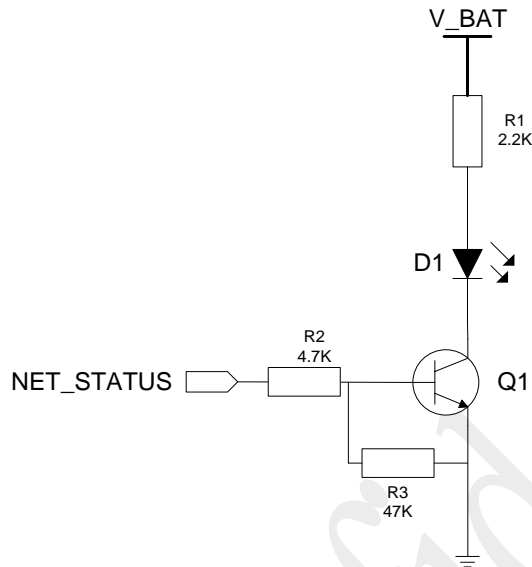 V_BAT
R1
2.2K
D1
R2
4.7K
NET_STATUS
Q1
R3
47K